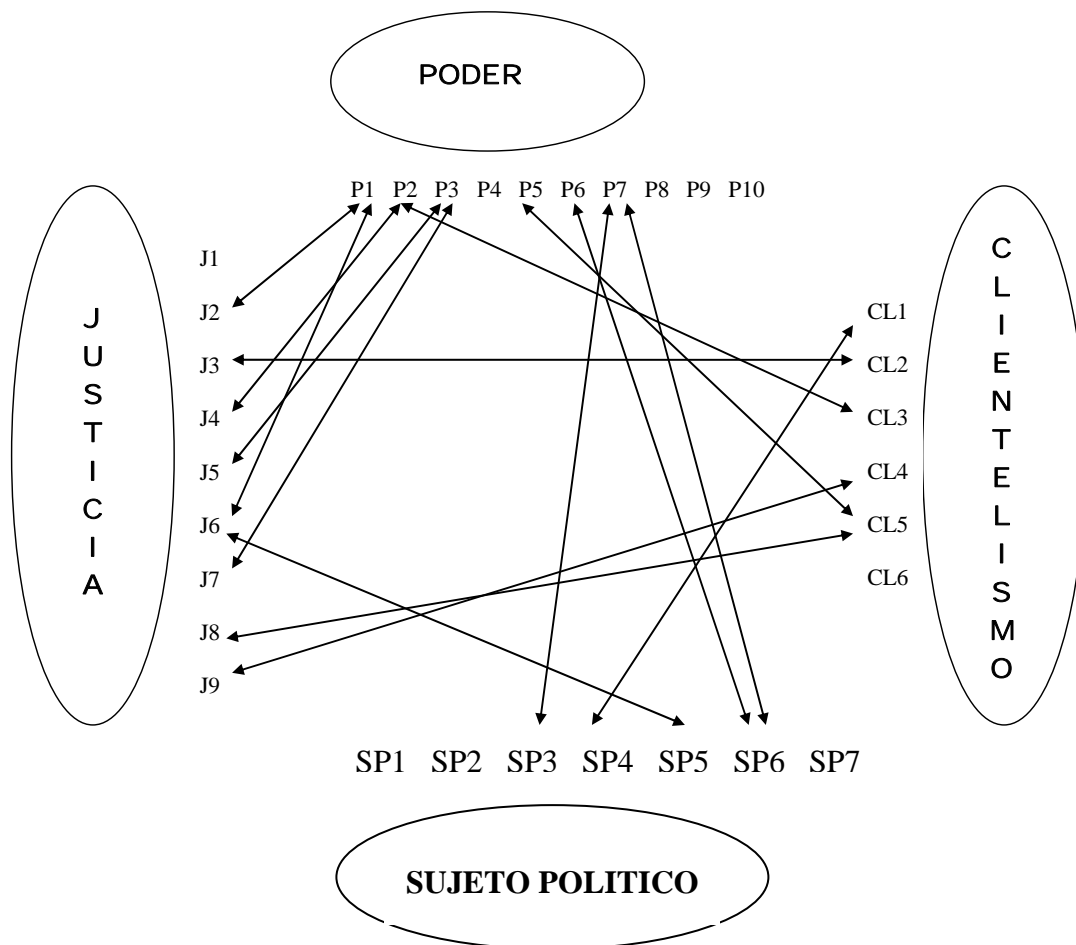 PODER
P1 P2 P3 P4 P5 P6 P7 P8 P9 P10
JUSTICIA
J1
J2
J3
J4
J5
J6
J7
J8
J9
CL1
CL2
CL3
CL4
CL5
CL6
CLIENTELISMO
SP1 SP2 SP3 SP4 SP5 SP6 SP7
SUJETO POLITICO